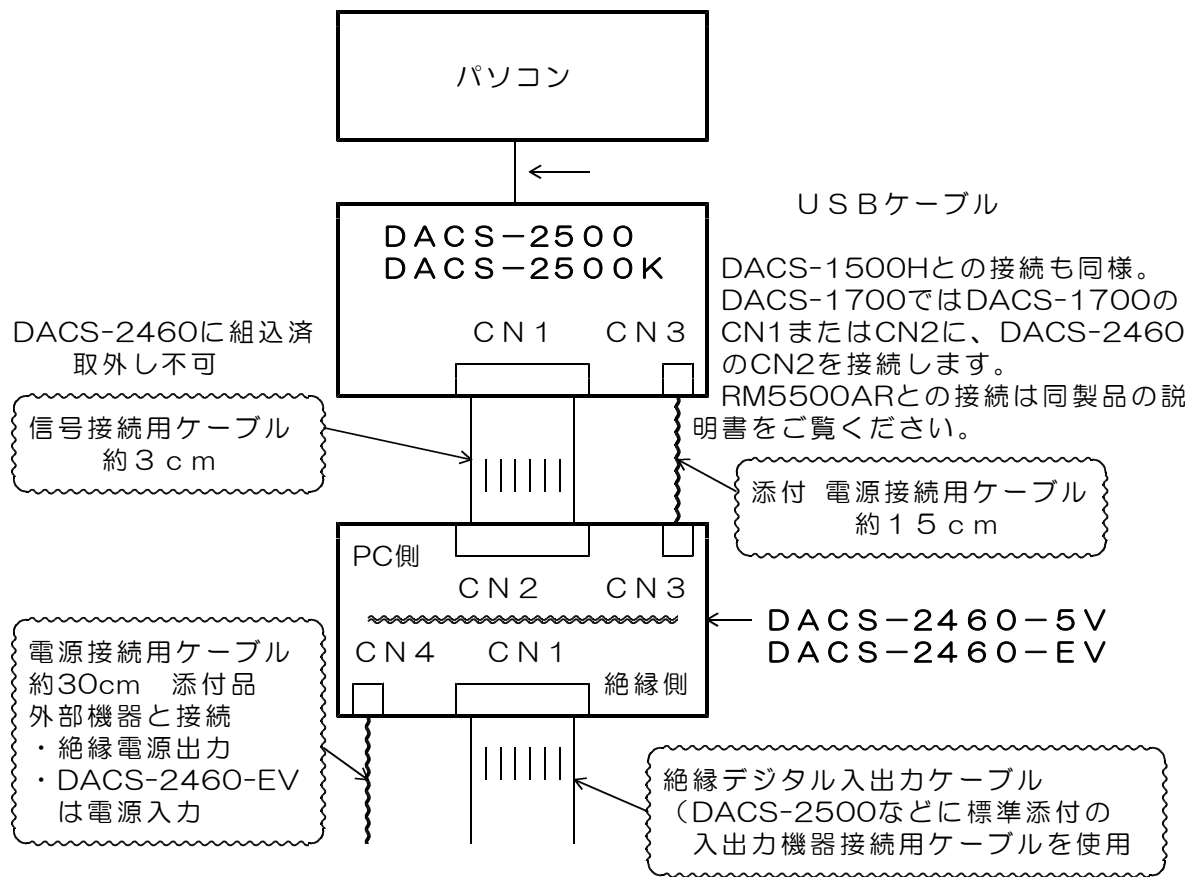 パソコン
USBケーブル
DACS-2500
DACS-2500K
CN1 CN3
DACS-1500Hとの接続も同様。
DACS-1700ではDACS-1700の
CN1またはCN2に、DACS-2460
のCN2を接続します。
RM5500ARとの接続は同製品の説
明書をご覧ください。
DACS-2460に組込済
取外し不可
信号接続用ケーブル
約3cm
添付 電源接続用ケーブル
約15cm
PC側
CN2 CN3
DACS-2460-5V
DACS-2460-EV
CN4 CN1
絶縁側
電源接続用ケーブル
約30cm 添付品
外部機器と接続
・絶縁電源出力
・DACS-2460-EV
は電源入力
絶縁デジタル入出力ケーブル
(DACS-2500などに標準添付の
入出力機器接続用ケーブルを使用